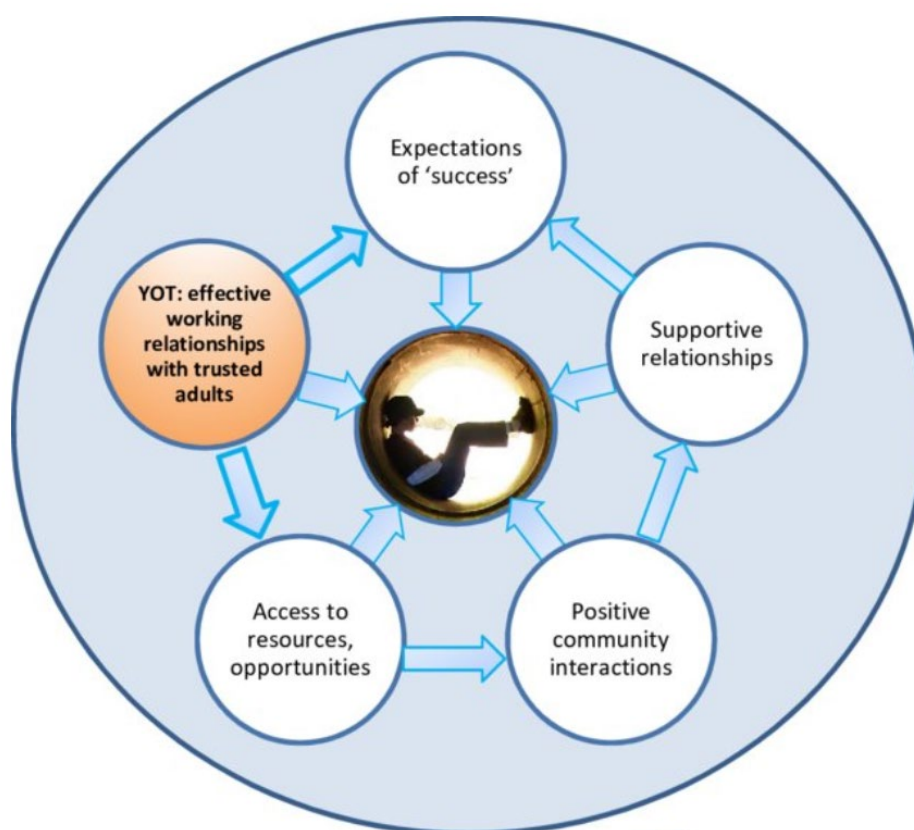 Expectations
of ‘success’
YOT: effective
working
relationships
with trusted
adults
Supportive
relationships
Access to
resources,
opportunities
Positive
community
interactions